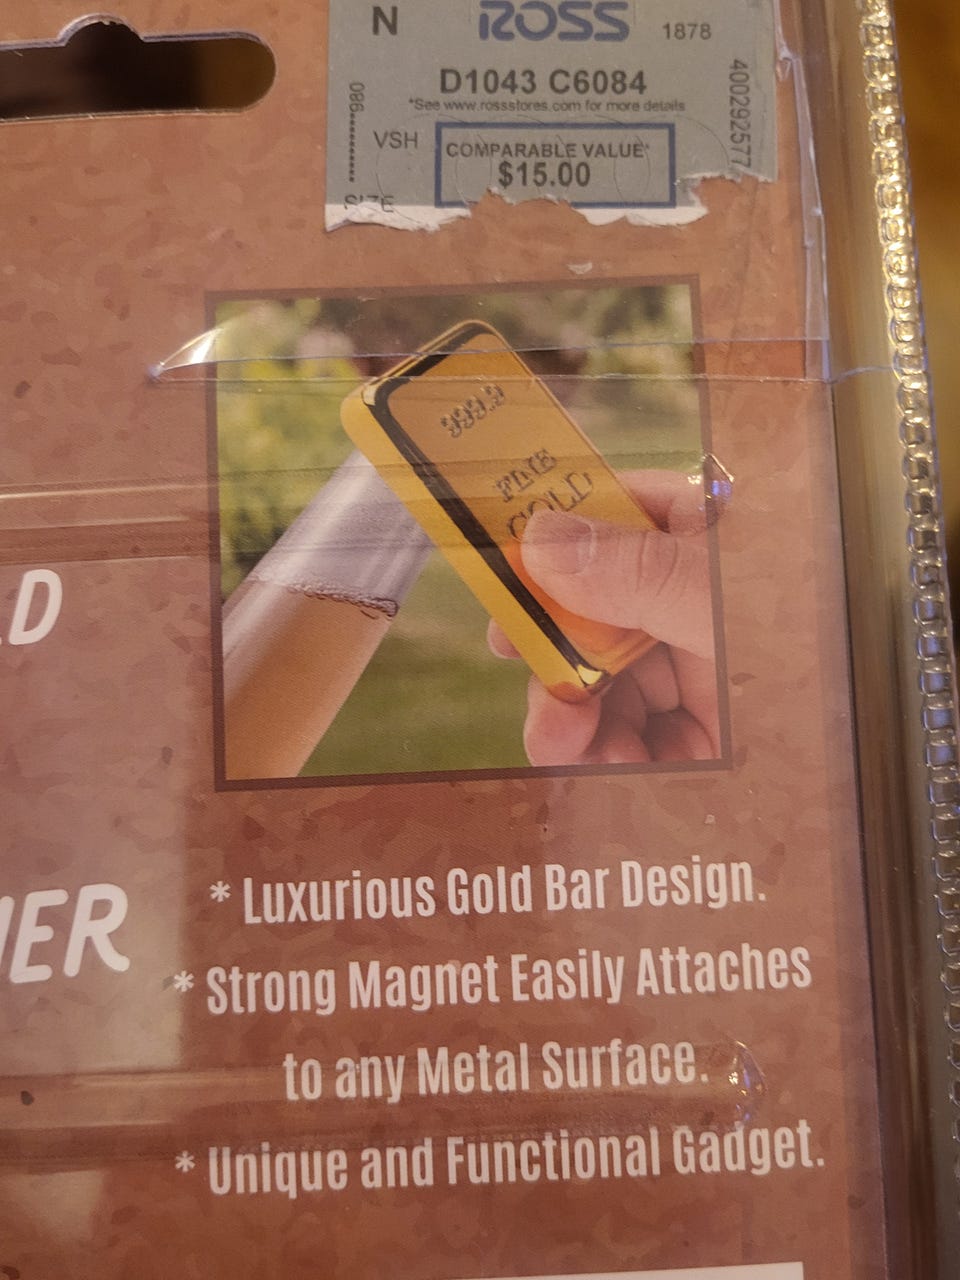 N
ROSS
1878
D1043 C6084
*See www.rossstores.com for more details
980
VSH
COMPARABLE VALUE*
$15.00
SIZE
40029257
999.9
FINE
GOLD
D
ER
* Luxurious Gold Bar Design.
* Strong Magnet Easily Attaches
to any Metal Surface.
* Unique and Functional Gadget.